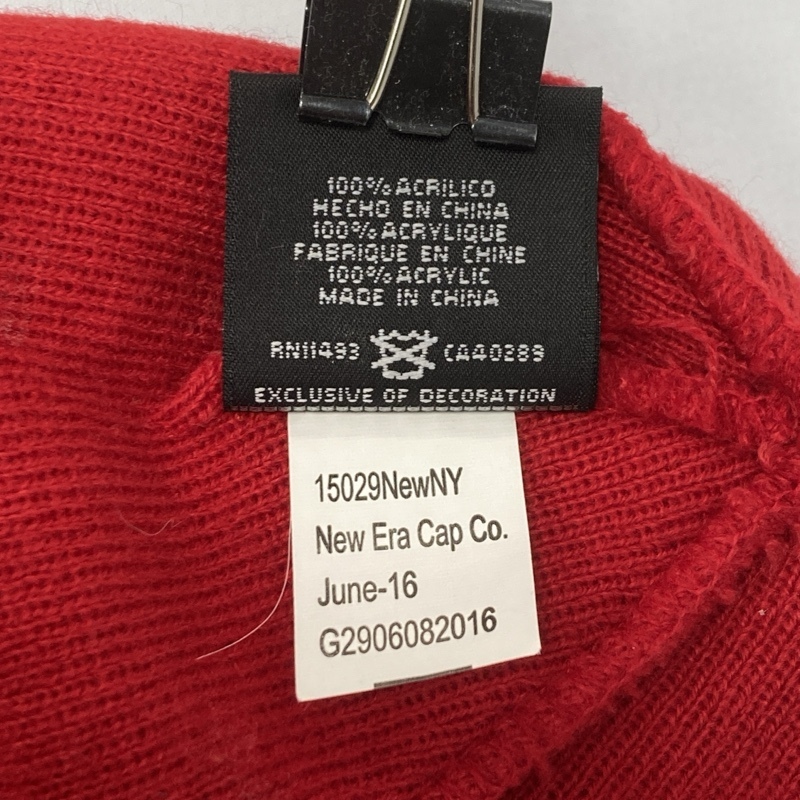 100% ACRILICO
HECHO EN CHINA
100% ACRYLIQUE
FABRIQUE EN CHINE
100% ACRYLIC
MADE IN CHINA
RN11493 CA40289
EXCLUSIVE OF DECORATION
15029NewNY
New Era Cap Co.
June-16
G2906082016